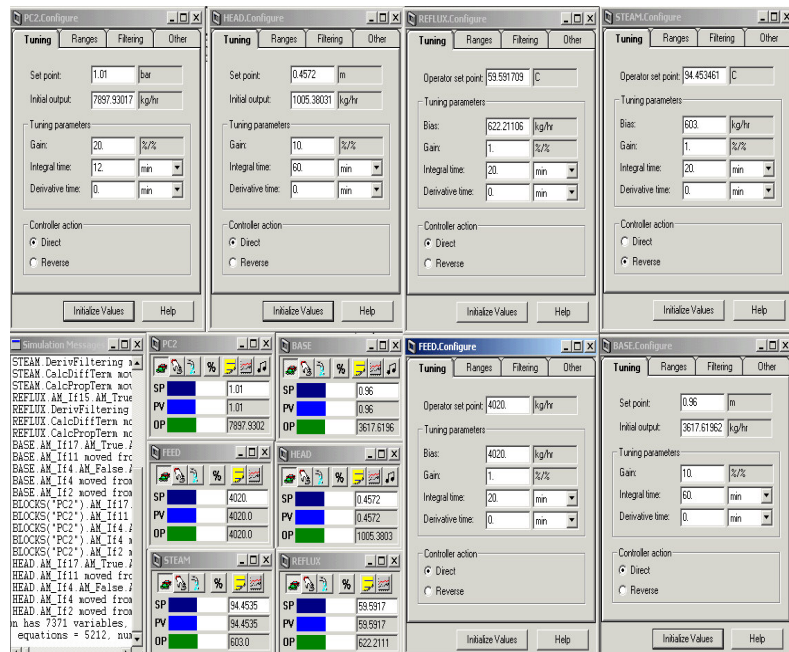 PC2.Configure
Tuning Ranges Filtering Other
Set point: 1.01 bar
Initial output: 7897.93017 kg/hr
Tuning parameters
Gain: 20. %/%
Integral time: 12. min
Derivative time: 0. min
Controller action
Direct
Reverse
Initialize Values Help
HEAD.Configure
Tuning Ranges Filtering Other
Set point: 0.4572 m
Initial output: 1005.38031 kg/hr
Tuning parameters
Gain: 10. %/%
Integral time: 60. min
Derivative time: 0. min
Controller action
Direct
Reverse
Initialize Values Help
REFLUX.Configure
Tuning Ranges Filtering Other
Operator set point: 59.591709 C
Tuning parameters
Bias: 622.21106 kg/hr
Gain: 1. %/%
Integral time: 20. min
Derivative time: 0. min
Controller action
Direct
Reverse
Initialize Values Help
STEAM.Configure
Tuning Ranges Filtering Other
Operator set point: 94.453461 C
Tuning parameters
Bias: 603. kg/hr
Gain: 1. %/%
Integral time: 20. min
Derivative time: 0. min
Controller action
Direct
Reverse
Initialize Values Help
Simulation Messages
STEAM.DerivFiltering
STEAM.CalcDiffTerm mov
STEAM.CalcPropTerm mov
REFLUX.AM_If15.AM_True
REFLUX.DerivFiltering
REFLUX.CalcDiffTerm mo
REFLUX.CalcPropTerm mo
BASE.AM_If17.AM_True.A
BASE.AM_If11 moved fro
BASE.AM_If4.AM_False.A
BASE.AM_If4 moved from
BASE.AM_If2 moved from
BLOCKS("PC2").AM_If17.
BLOCKS("PC2").AM_If11
BLOCKS("PC2").AM_If4.A
BLOCKS("PC2").AM_If4 m
BLOCKS("PC2").AM_If2 m
HEAD.AM_If17.AM_True.A
HEAD.AM_If11 moved fro
HEAD.AM_If4.AM_False.A
HEAD.AM_If4 moved from
HEAD.AM_If2 moved from
n has 7371 variables,
equations = 5212, nu
PC2
%
SP 1.01
PV 1.01
OP 7897.9302
BASE
%
SP 0.96
PV 0.96
OP 3617.6196
FEED
%
SP 4020.
PV 4020.0
OP 4020.0
HEAD
%
SP 0.4572
PV 0.4572
OP 1005.3803
STEAM
%
SP 94.4535
PV 94.4535
OP 603.0
REFLUX
%
SP 59.5917
PV 59.5917
OP 622.2111
FEED.Configure
Tuning Ranges Filtering Other
Operator set point: 4020. kg/hr
Tuning parameters
Bias: 4020. kg/hr
Gain: 1. %/%
Integral time: 20. min
Derivative time: 0. min
Controller action
Direct
Reverse
Initialize Values Help
BASE.Configure
Tuning Ranges Filtering Other
Set point: 0.96 m
Initial output: 3617.61962 kg/hr
Tuning parameters
Gain: 10. %/%
Integral time: 60. min
Derivative time: 0. min
Controller action
Direct
Reverse
Initialize Values Help